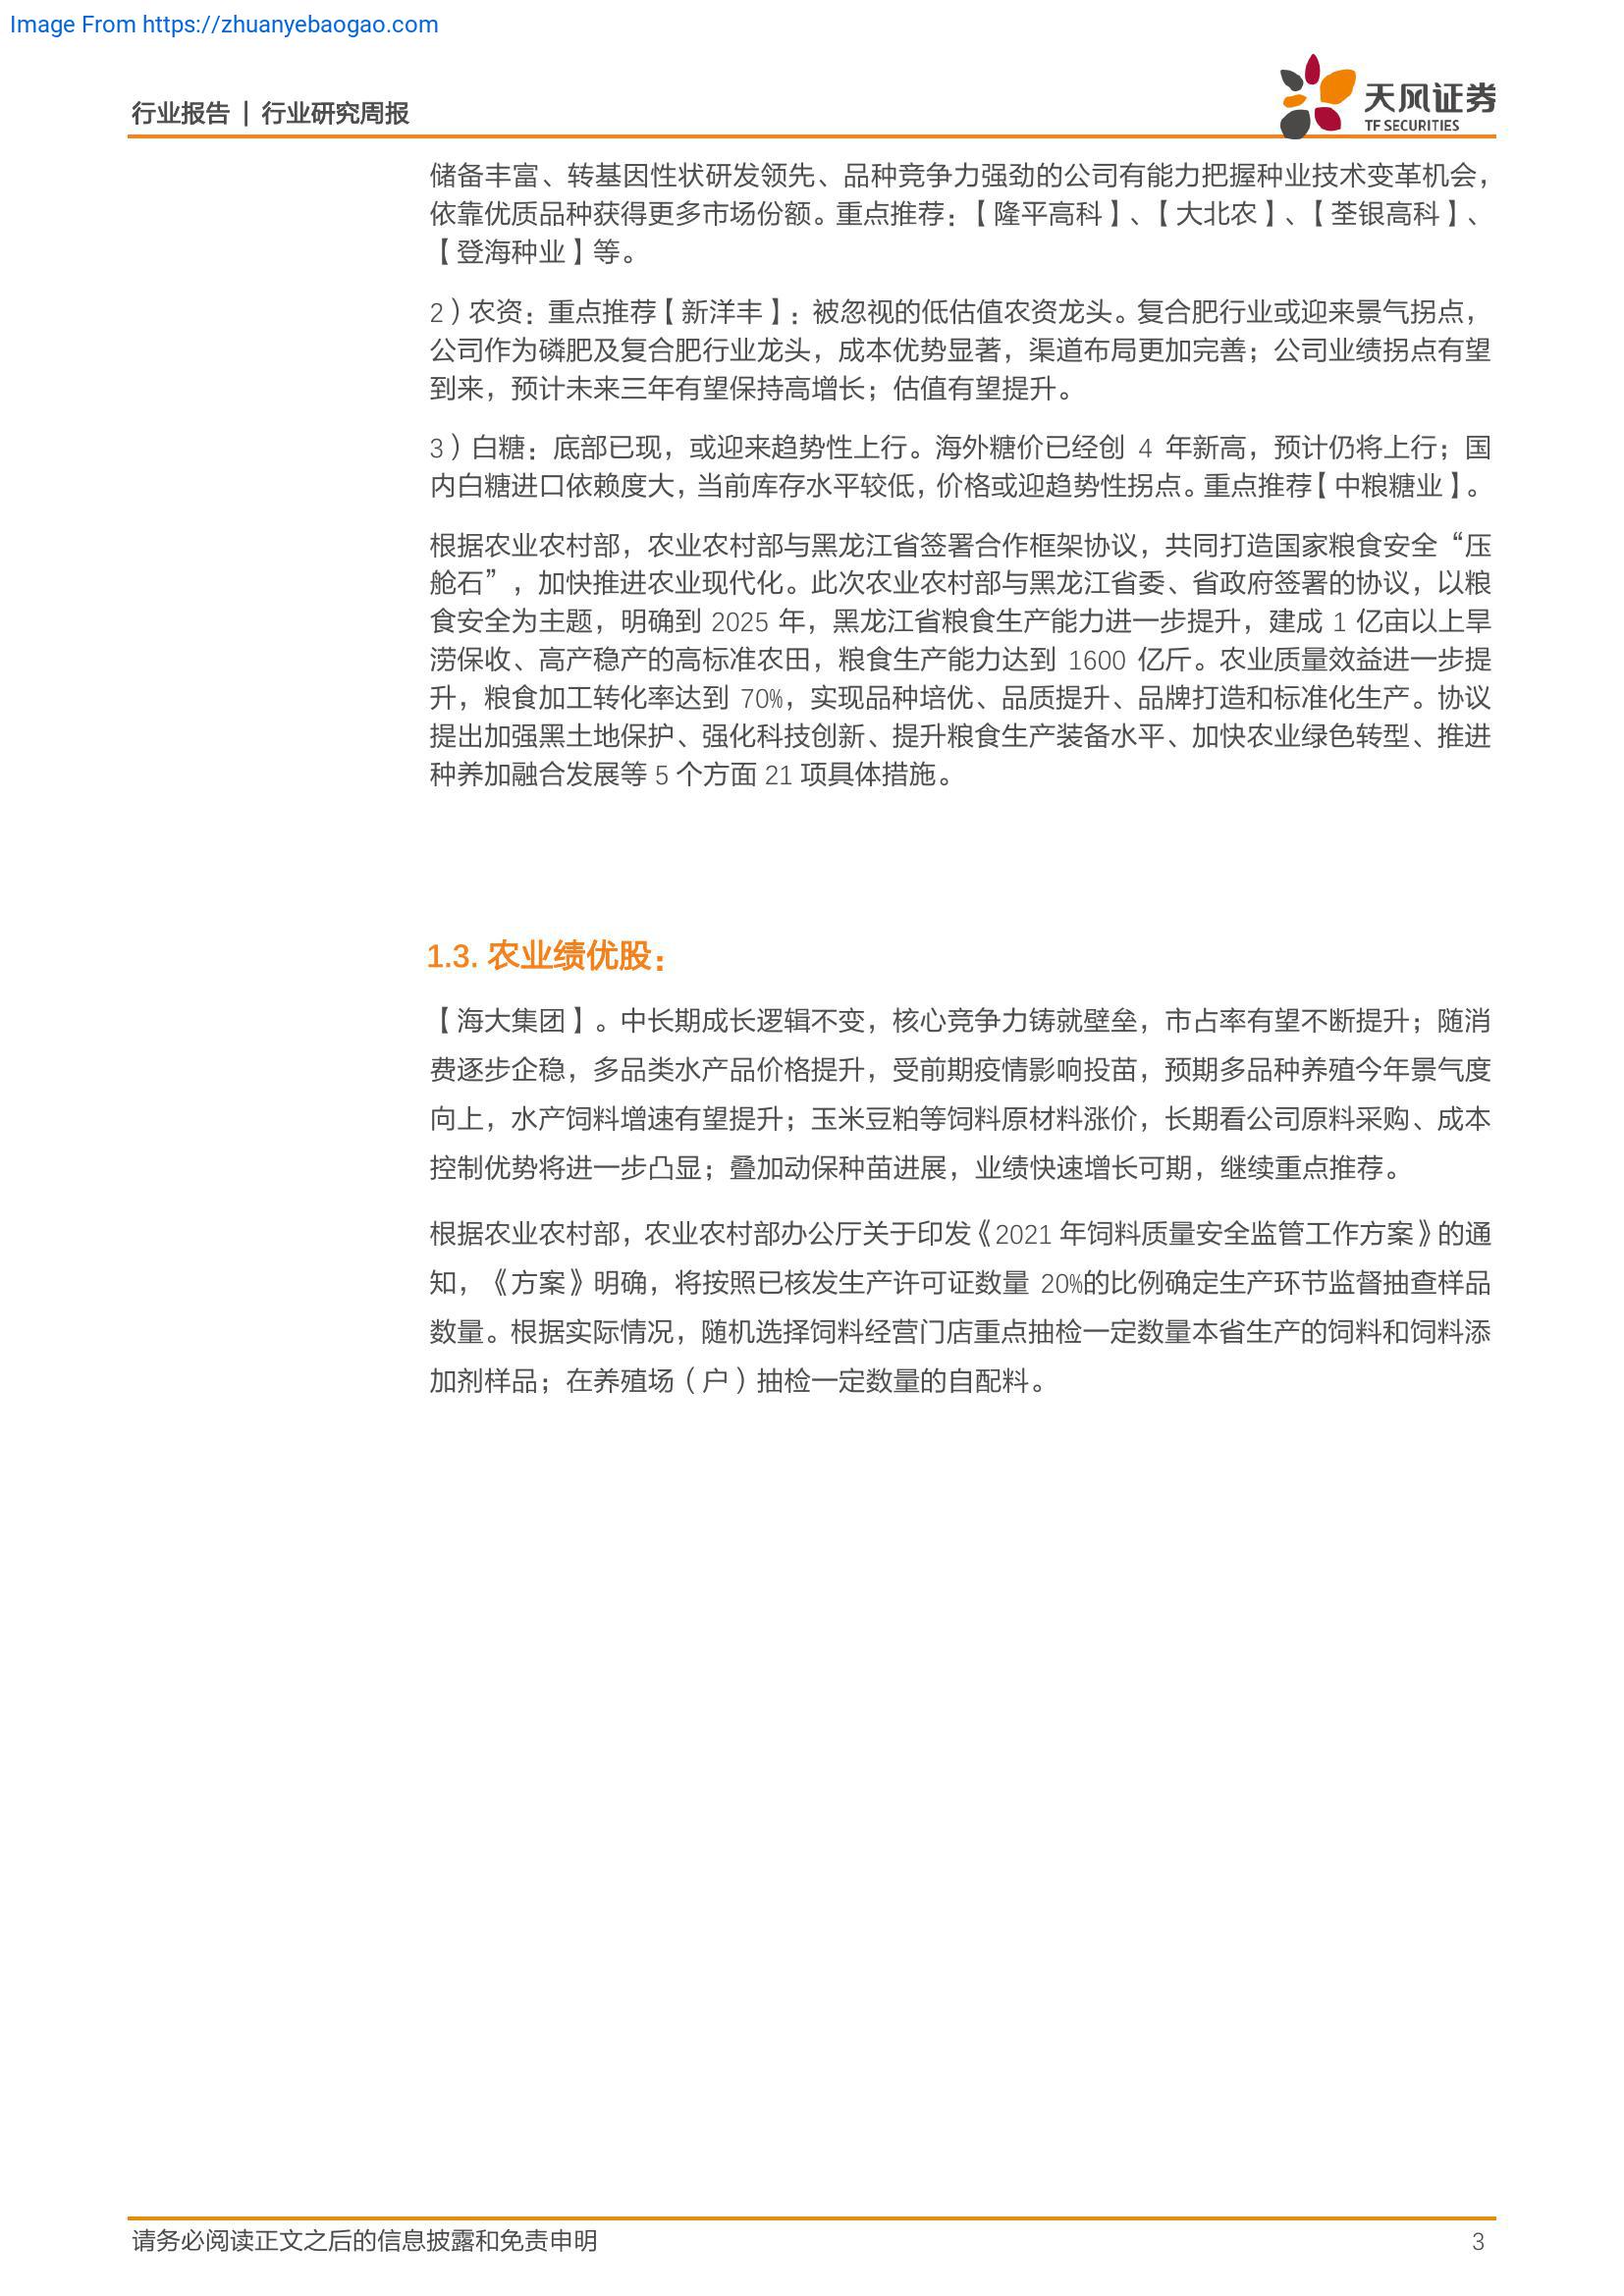 Image From https://zhuanyebaogao.com
行业报告 | 行业研究周报
天风证券
TF SECURITIES
储备丰富、转基因性状研发领先、品种竞争力强劲的公司有能力把握种业技术变革机会，
依靠优质品种获得更多市场份额。重点推荐：【隆平高科】、【大北农】、【荃银高科】、
【登海种业】等。
2）农资：重点推荐【新洋丰】：被忽视的低估值农资龙头。复合肥行业或迎来景气拐点，
公司作为磷肥及复合肥行业龙头，成本优势显著，渠道布局更加完善；公司业绩拐点有望
到来，预计未来三年有望保持高增长；估值有望提升。
3）白糖：底部已现，或迎来趋势性上行。海外糖价已经创 4 年新高，预计仍将上行；国
内白糖进口依赖度大，当前库存水平较低，价格或迎趋势性拐点。重点推荐【中粮糖业】。
根据农业农村部，农业农村部与黑龙江省签署合作框架协议，共同打造国家粮食安全“压
舱石”，加快推进农业现代化。此次农业农村部与黑龙江省委、省政府签署的协议，以粮
食安全为主题，明确到 2025 年，黑龙江省粮食生产能力进一步提升，建成 1 亿亩以上旱
涝保收、高产稳产的高标准农田，粮食生产能力达到 1600 亿斤。农业质量效益进一步提
升，粮食加工转化率达到 70%，实现品种培优、品质提升、品牌打造和标准化生产。协议
提出加强黑土地保护、强化科技创新、提升粮食生产装备水平、加快农业绿色转型、推进
种养加融合发展等 5 个方面 21 项具体措施。
1.3. 农业绩优股：
【海大集团】。中长期成长逻辑不变，核心竞争力铸就壁垒，市占率有望不断提升；随消
费逐步企稳，多品类水产品价格提升，受前期疫情影响投苗，预期多品种养殖今年景气度
向上，水产饲料增速有望提升；玉米豆粕等饲料原材料涨价，长期看公司原料采购、成本
控制优势将进一步凸显；叠加动保种苗进展，业绩快速增长可期，继续重点推荐。
根据农业农村部，农业农村部办公厅关于印发《2021 年饲料质量安全监管工作方案》的通
知，《方案》明确，将按照已核发生产许可证数量 20%的比例确定生产环节监督抽查样品
数量。根据实际情况，随机选择饲料经营门店重点抽检一定数量本省生产的饲料和饲料添
加剂样品；在养殖场（户）抽检一定数量的自配料。
请务必阅读正文之后的信息披露和免责申明
3